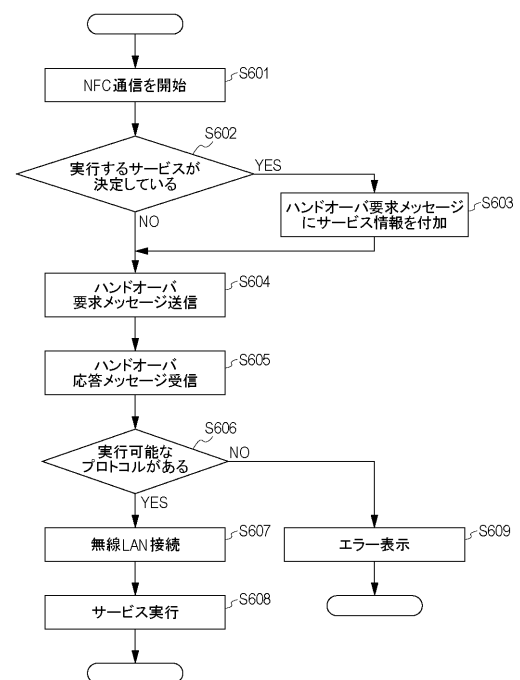 S601
NFC通信を開始
S602
実行するサービスが
決定している
YES
NO
S603
ハンドオーバ要求メッセージ
にサービス情報を付加
S604
ハンドオーバ
要求メッセージ送信
S605
ハンドオーバ
応答メッセージ受信
S606
実行可能な
プロトコルがある
NO
YES
S607
無線LAN接続
S609
エラー表示
S608
サービス実行